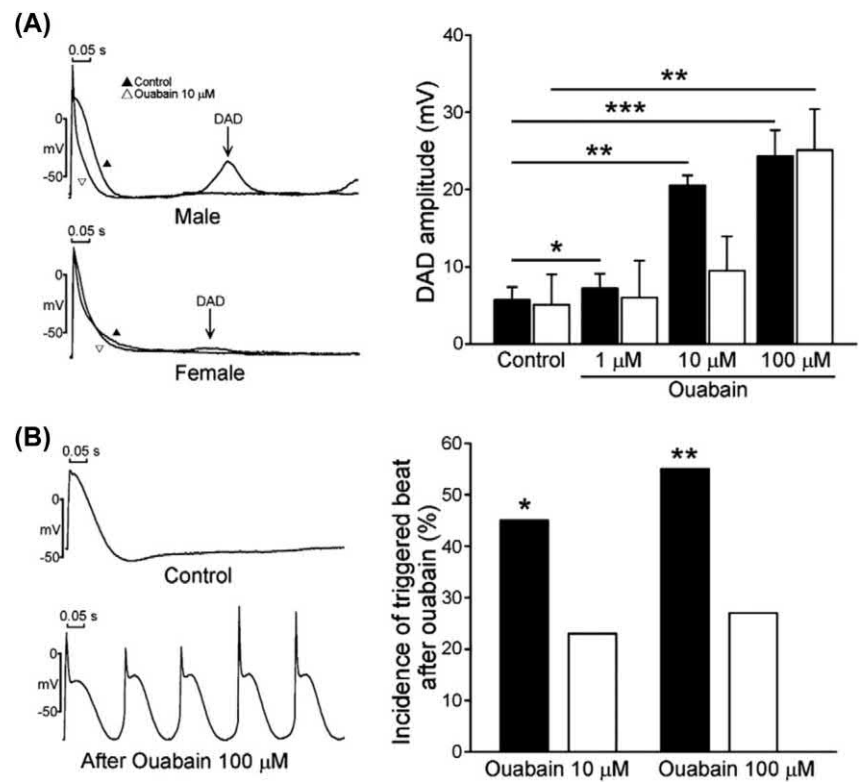 (A)
0.05 s
▲Control
△Ouabain 10 μM
DAD
0
mV
-50
Male
0.05 s
0
mV
-50
DAD
Female
DAD amplitude (mV)
40
30
20
10
0
**
***
**
*
Control
1 μM
10 μM
100 μM
Ouabain
(B)
0.05 s
0
mV
-50
Control
0.05 s
0
mV
-50
After Ouabain 100 μM
Incidence of triggered beat
after ouabain (%)
60
50
40
30
20
10
0
*
**
Ouabain 10 μM
Ouabain 100 μM